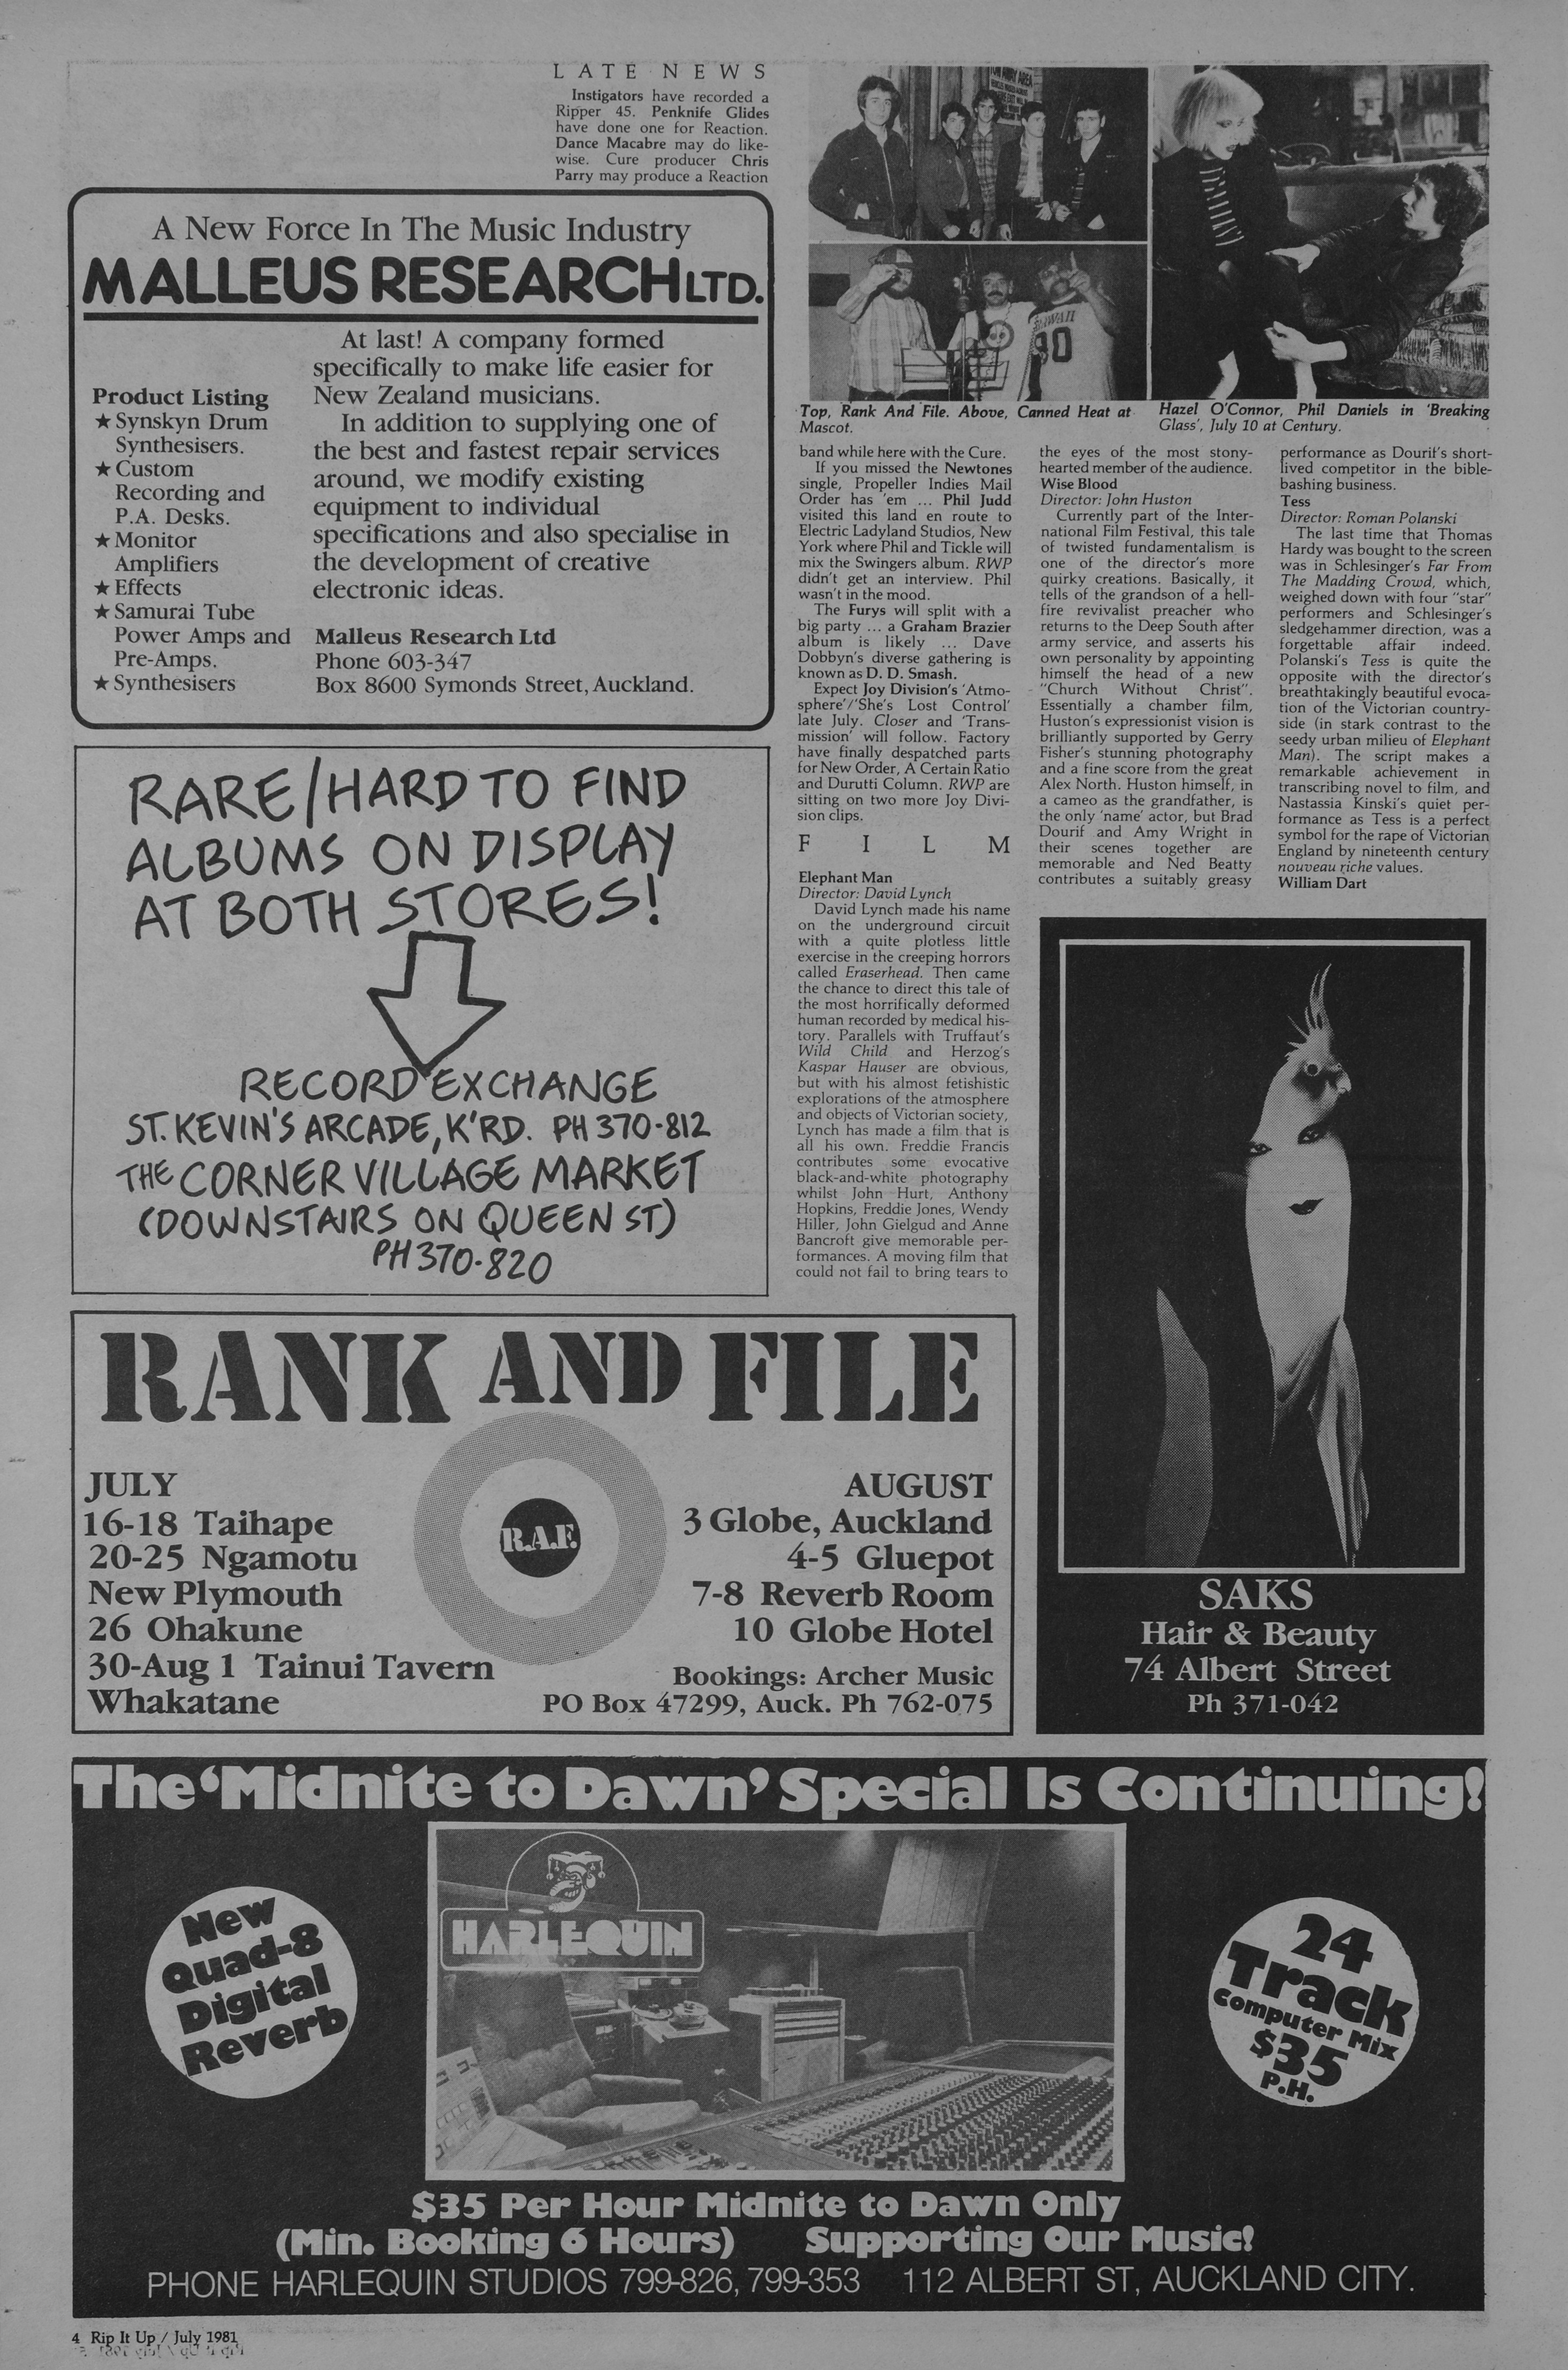 LATE NEWS
Instigators have recorded a
Ripper 45. Penknife Glides
have done one for Reaction.
Dance Macabre may do like-
wise. Cure producer Chris
Parry may produce a Reaction
A New Force In The Music Industry
MALLEUS RESEARCH LTD.
Product Listing
★ Synskyn Drum
Synthesisers.
★ Custom
Recording and
P.A. Desks.
★ Monitor
Amplifiers
★ Effects
★ Samurai Tube
Power Amps and
Pre-Amps.
★ Synthesisers
At last! A company formed
specifically to make life easier for
New Zealand musicians.
In addition to supplying one of
the best and fastest repair services
around, we modify existing
equipment to individual
specifications and also specialise in
the development of creative
electronic ideas.
Malleus Research Ltd
Phone 603-347
Box 8600 Symonds Street, Auckland.
RARE/HARD TO FIND
ALBUMS ON DISPLAY
AT BOTH STORES!
RECORD EXCHANGE
ST. KEVIN'S ARCADE, K'RD. PH 370-812
THE CORNER VILLAGE MARKET
(DOWNSTAIRS ON QUEEN ST)
PH 370-820
Top, Rank And File. Above, Canned Heat at
Mascot.
Hazel O'Connor, Phil Daniels in 'Breaking
Glass', July 10 at Century.
band while here with the Cure.
If you missed the Newtones
single, Propeller Indies Mail
Order has 'em ... Phil Judd
visited this land en route to
Electric Ladyland Studios, New
York where Phil and Tickle will
mix the Swingers album. RWP
didn't get an interview. Phil
wasn't in the mood.
The Furys will split with a
big party ... a Graham Brazier
album is likely ... Dave
Dobbyn's diverse gathering is
known as D. D. Smash.
Expect Joy Division's 'Atmo-
sphere'/'She's Lost Control'
late July. Closer and 'Trans-
mission' will follow. Factory
have finally despatched parts
for New Order, A Certain Ratio
and Durutti Column. RWP are
sitting on two more Joy Divi-
sion clips.
FILM
Elephant Man
Director: David Lynch
David Lynch made his name
on the underground circuit
with a quite plotless little
exercise in the creeping horrors
called Eraserhead. Then came
the chance to direct this tale of
the most horrifically deformed
human recorded by medical his-
tory. Parallels with Truffaut's
Wild Child and Herzog's
Kaspar Hauser are obvious,
but with his almost fetishistic
explorations of the atmosphere
and objects of Victorian society,
Lynch has made a film that is
all his own. Freddie Francis
contributes some evocative
black-and-white photography
whilst John Hurt, Anthony
Hopkins, Freddie Jones, Wendy
Hiller, John Gielgud and Anne
Bancroft give memorable per-
formances. A moving film that
could not fail to bring tears to
the eyes of the most stony-
hearted member of the audience.
Wise Blood
Director: John Huston
Currently part of the Inter-
national Film Festival, this tale
of twisted fundamentalism is
one of the director's more
quirky creations. Basically, it
tells of the grandson of a hell-
fire revivalist preacher who
returns to the Deep South after
army service, and asserts his
own personality by appointing
himself the head of a new
"Church Without Christ".
Essentially a chamber film,
Huston's expressionist vision is
brilliantly supported by Gerry
Fisher's stunning photography
and a fine score from the great
Alex North. Huston himself, in
a cameo as the grandfather, is
the only 'name' actor, but Brad
Dourif and Amy Wright in
their scenes together are
memorable and Ned Beatty
contributes a suitably greasy
performance as Dourif's short-
lived competitor in the bible-
bashing business.
Tess
Director: Roman Polanski
The last time that Thomas
Hardy was bought to the screen
was in Schlesinger's Far From
The Madding Crowd, which,
weighed down with four "star"
performers and Schlesinger's
sledgehammer direction, was a
forgettable affair indeed.
Polanski's Tess is quite the
opposite with the director's
breathtakingly beautiful evoca-
tion of the Victorian country-
side (in stark contrast to the
seedy urban milieu of Elephant
Man). The script makes a
remarkable achievement in
transcribing novel to film, and
Nastassia Kinski's quiet per-
formance as Tess is a perfect
symbol for the rape of Victorian
England by nineteenth century
nouveau riche values.
William Dart
RANK AND FILE
R.A.F.
JULY
16-18 Taihape
20-25 Ngamotu
New Plymouth
26 Ohakune
30-Aug 1 Tainui Tavern
Whakatane
AUGUST
3 Globe, Auckland
4-5 Gluepot
7-8 Reverb Room
10 Globe Hotel
Bookings: Archer Music
PO Box 47299, Auck. Ph 762-075
SAKS
Hair & Beauty
74 Albert Street
Ph 371-042
The 'Midnite to Dawn' Special Is Continuing!
New
Quad-8
Digital
Reverb
HARLEQUIN
24
Track
Computer Mix
$35
P.H.
$35 Per Hour Midnite to Dawn Only
(Min. Booking 6 Hours) Supporting Our Music!
PHONE HARLEQUIN STUDIOS 799-826, 799-353 112 ALBERT ST, AUCKLAND CITY.
4 Rip It Up / July 1981